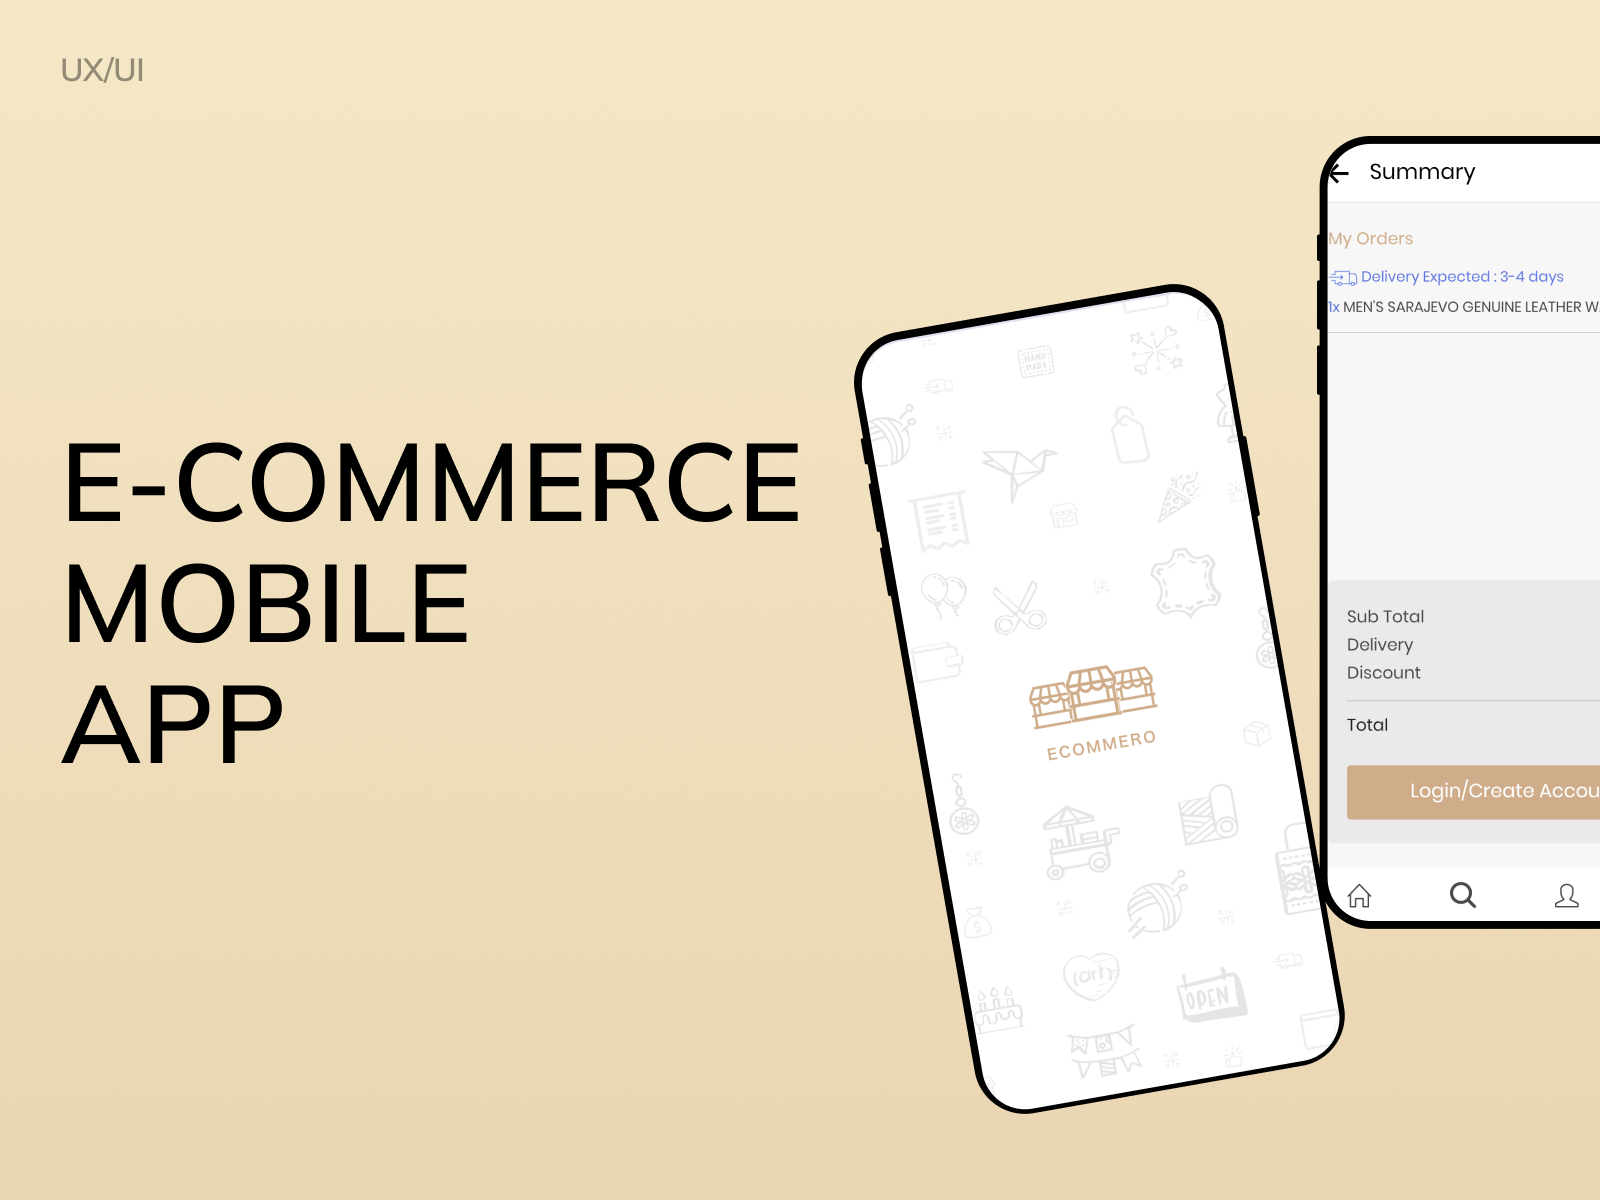 UX/UI
E-COMMERCE
MOBILE
APP
HAND
MADE
ECOMMERO
(art)
OPEN
Summary
My Orders
Delivery Expected : 3-4 days
1x MEN'S SARAJEVO GENUINE LEATHER
Sub Total
Delivery
Discount
Total
Login/Create